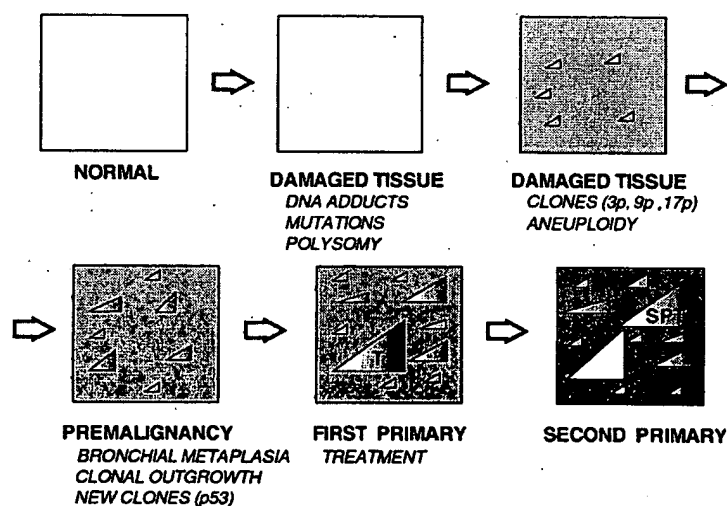 NORMAL
DAMAGED TISSUE
DNA ADDUCTS
MUTATIONS
POLYSOMY
DAMAGED TISSUE
CLONES (3p, 9p ,17p)
ANEUPLOIDY
T
SP
PREMALIGNANCY
BRONCHIAL METAPLASIA
CLONAL OUTGROWTH
NEW CLONES (p53)
FIRST PRIMARY
TREATMENT
SECOND PRIMARY